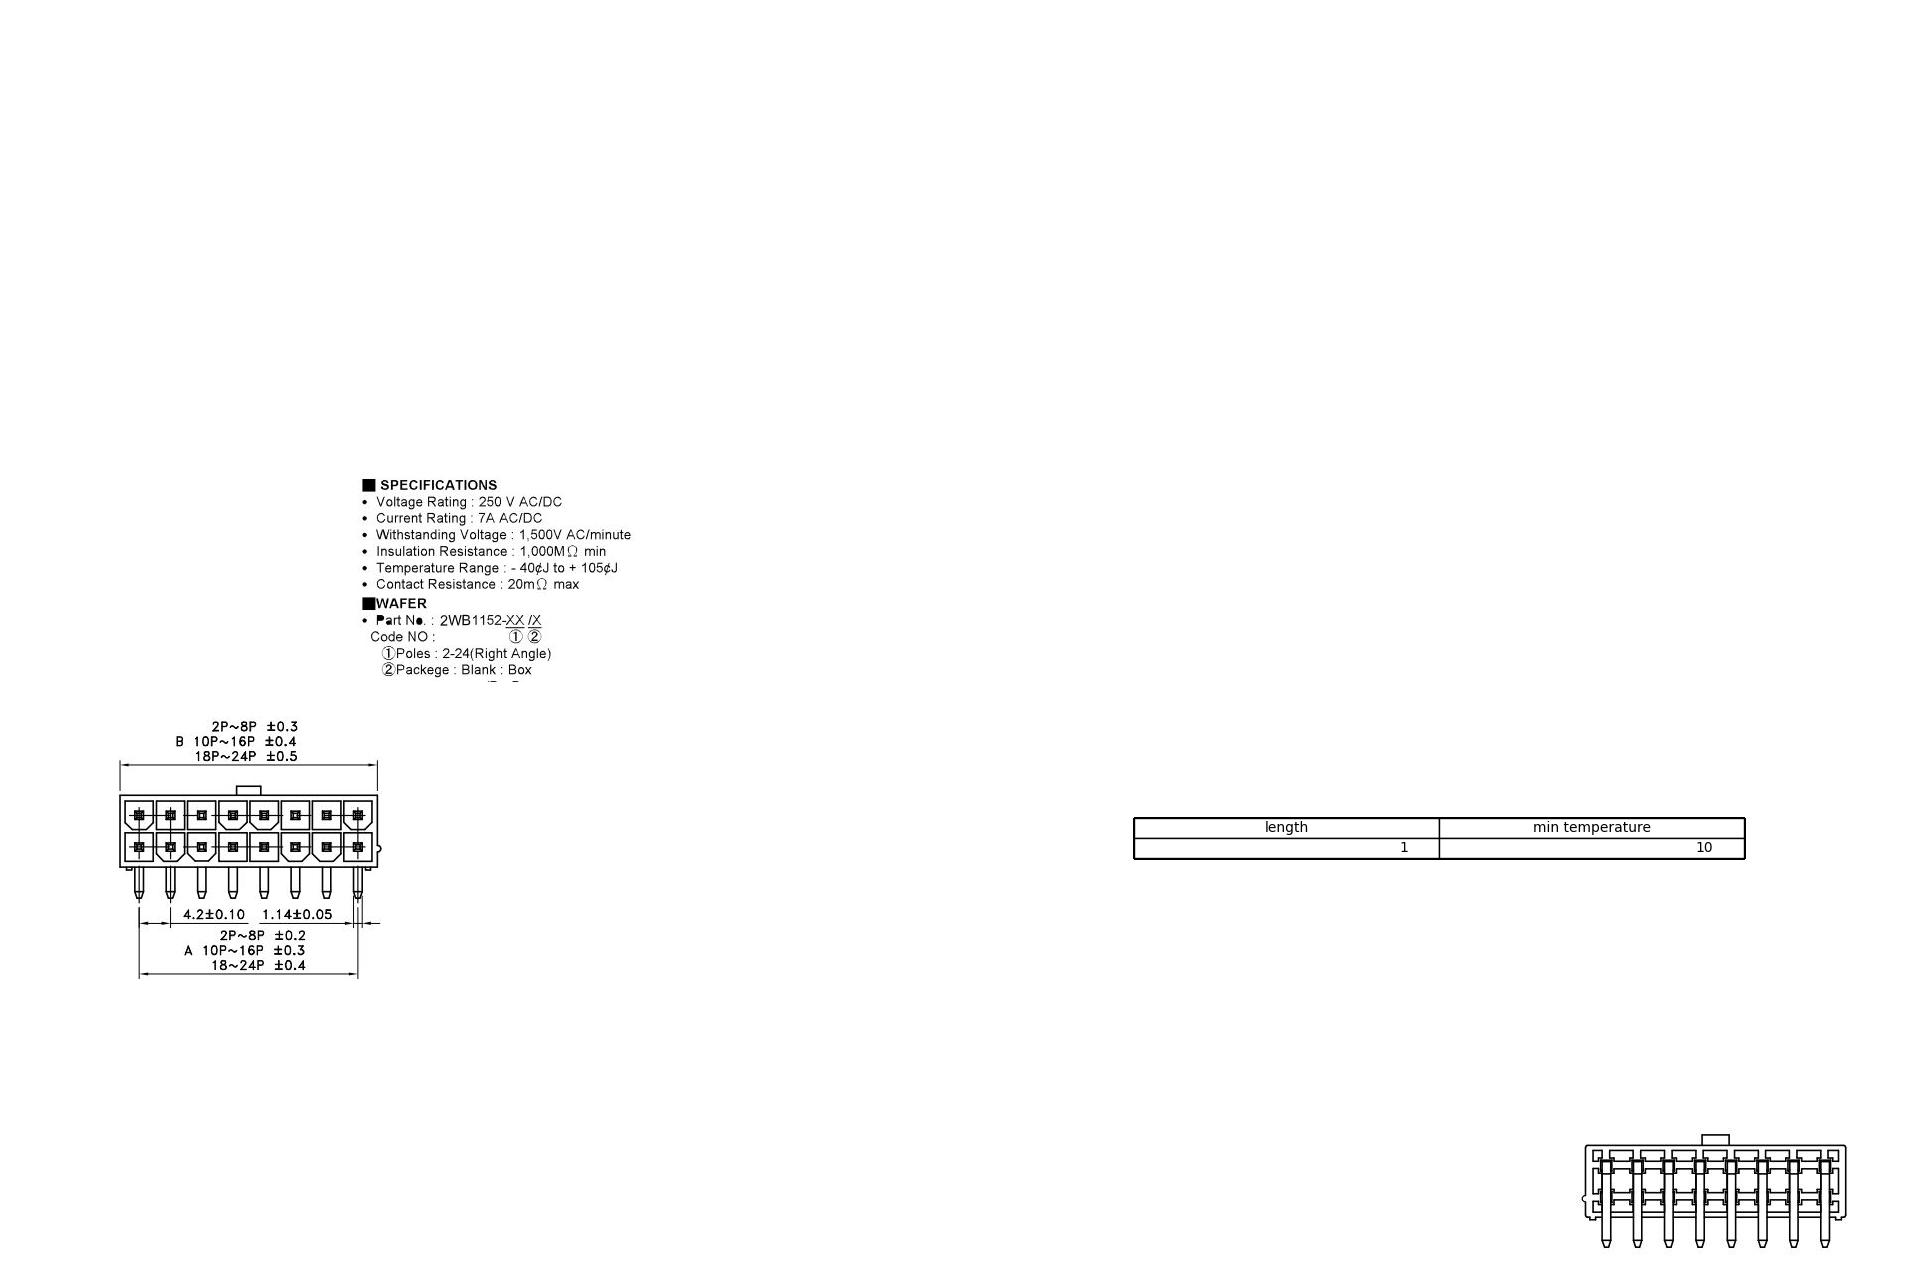 ■ SPECIFICATIONS
• Voltage Rating : 250 V AC/DC
• Current Rating : 7A AC/DC
• Withstanding Voltage : 1,500V AC/minute
• Insulation Resistance : 1,000MΩ min
• Temperature Range : - 40¢J to + 105¢J
• Contact Resistance : 20mΩ max
■WAFER
• Part No. : 2WB1152-XX /X
Code NO : ① ②
①Poles : 2-24(Right Angle)
②Packege : Blank : Box
2P~8P ±0.3
B 10P~16P ±0.4
18P~24P ±0.5
4.2±0.10 1.14±0.05
2P~8P ±0.2
A 10P~16P ±0.3
18~24P ±0.4
length min temperature
1 10